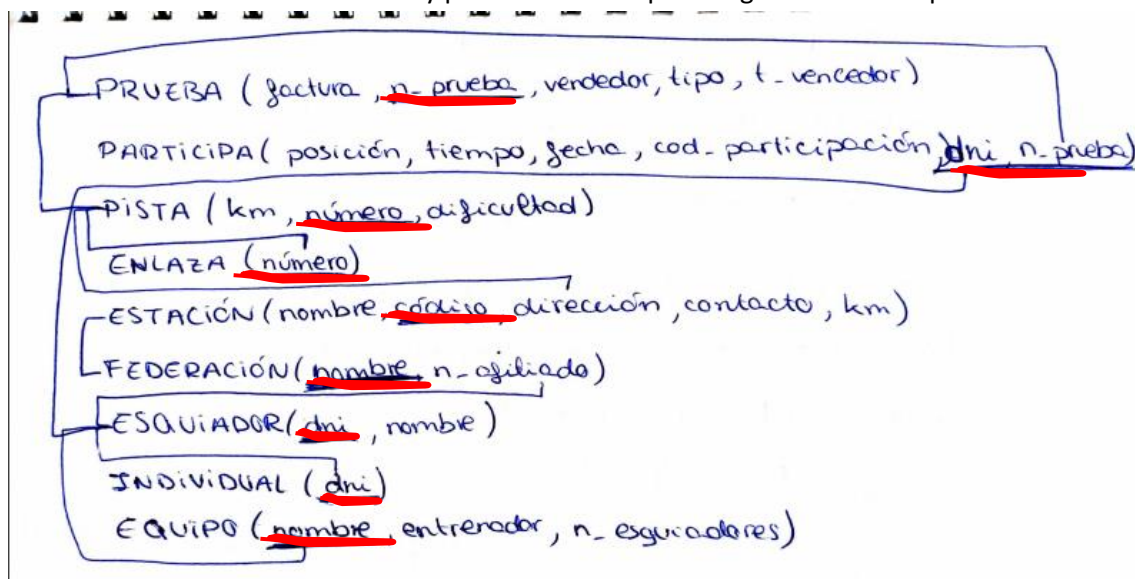 PRUEBA ( factura , n_prueba , vendedor, tipo, t_vencedor)
PARTICIPA( posición, tiempo, fecha, cod_participación, dni, n_prueba)
PISTA ( km , número , dificultad)
ENLAZA (número)
ESTACIÓN (nombre, código, dirección, contacto, km)
FEDERACIÓN( nombre, n_afiliado)
ESQUIADOR( dni , nombre)
INDIVIDUAL ( dni)
EQUIPO ( nombre, entrenador, n_esquiadores)